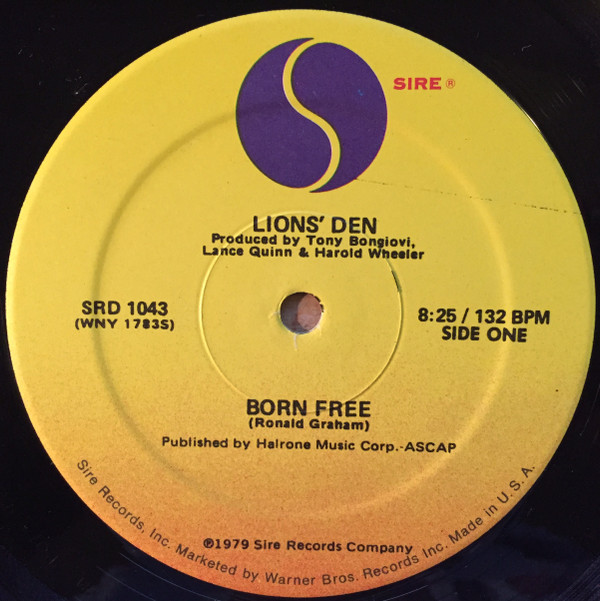 SIRE ®
LIONS' DEN
Produced by Tony Bongiovi,
Lance Quinn & Harold Wheeler
SRD 1043
(WNY 1783S)
8:25 / 132 BPM
SIDE ONE
BORN FREE
(Ronald Graham)
Published by Halrone Music Corp.-ASCAP
℗1979 Sire Records Company
Sire Records, Inc. Marketed by Warner Bros. Records Inc. Made in U.S.A.